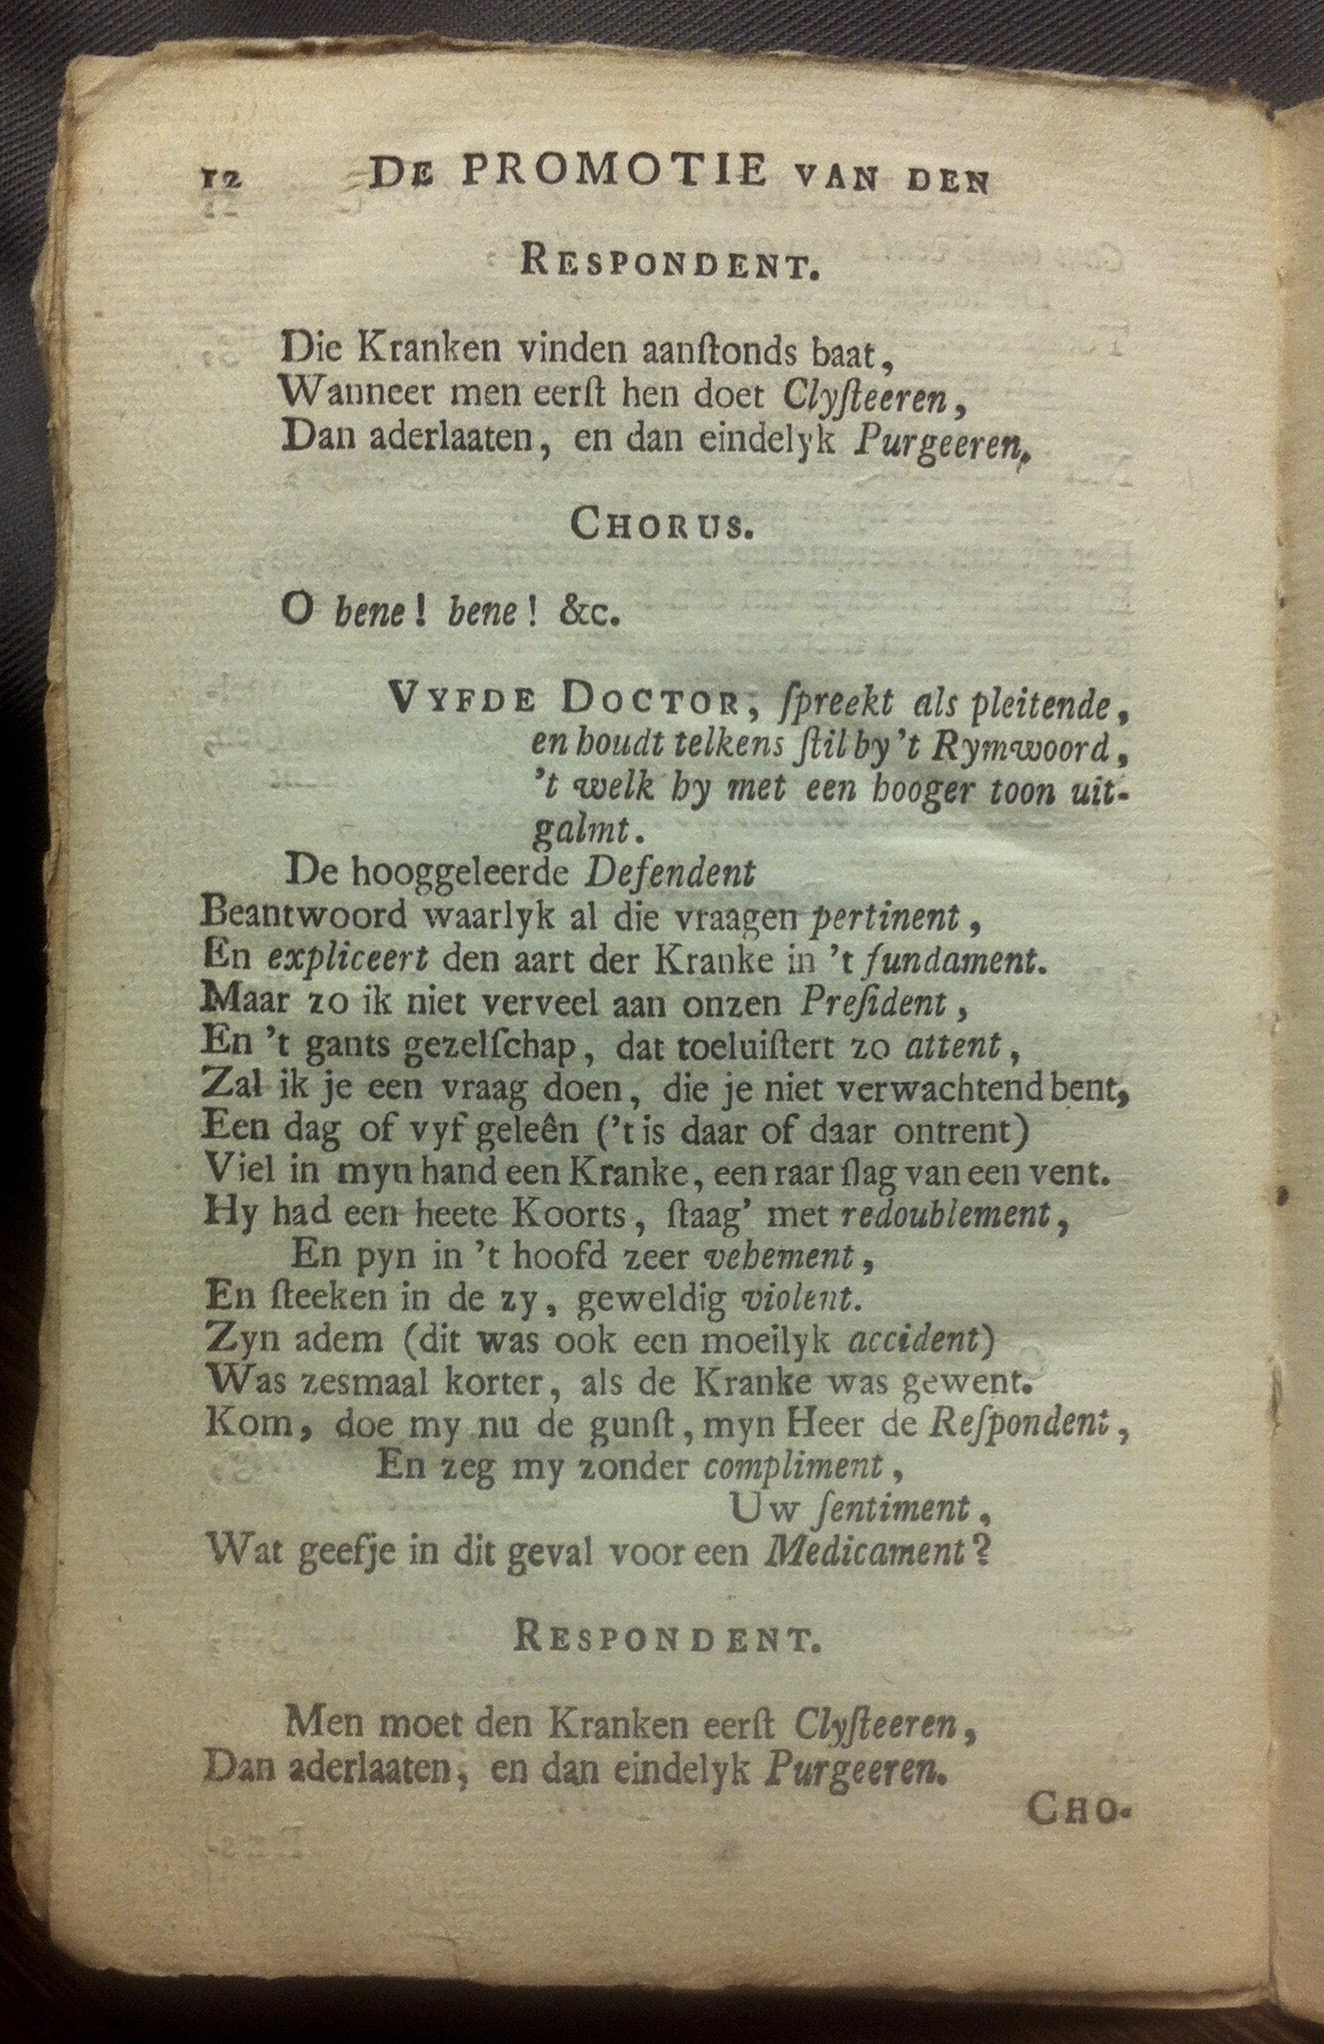 12 DE PROMOTIE VAN DEN
RESPONDENT.
Die Kranken vinden aanſtonds baat,
Wanneer men eerſt hen doet Clyſteeren,
Dan aderlaaten, en dan eindelyk Purgeeren.
CHORUS.
O bene! bene! &c.
VYFDE DOCTOR, ſpreekt als pleitende,
en houdt telkens ſtil by 't Rymwoord,
't welk hy met een hooger toon uit-
galmt.
De hooggeleerde Defendent
Beantwoord waarlyk al die vraagen pertinent,
En expliceert den aart der Kranke in 't fundament.
Maar zo ik niet verveel aan onzen Preſident,
En 't gants gezelſchap, dat toeluiſtert zo attent,
Zal ik je een vraag doen, die je niet verwachtend bent,
Een dag of vyf geleên ('t is daar of daar ontrent)
Viel in myn hand een Kranke, een raar ſlag van een vent.
Hy had een heete Koorts, ſtaag' met redoublement,
En pyn in 't hoofd zeer vehement,
En ſteeken in de zy, geweldig violent.
Zyn adem (dit was ook een moeilyk accident)
Was zesmaal korter, als de Kranke was gewent.
Kom, doe my nu de gunſt, myn Heer de Reſpondent,
En zeg my zonder compliment,
Uw ſentiment,
Wat geefje in dit geval voor een Medicament?
RESPONDENT.
Men moet den Kranken eerſt Clyſteeren,
Dan aderlaaten, en dan eindelyk Purgeeren.
CHO-